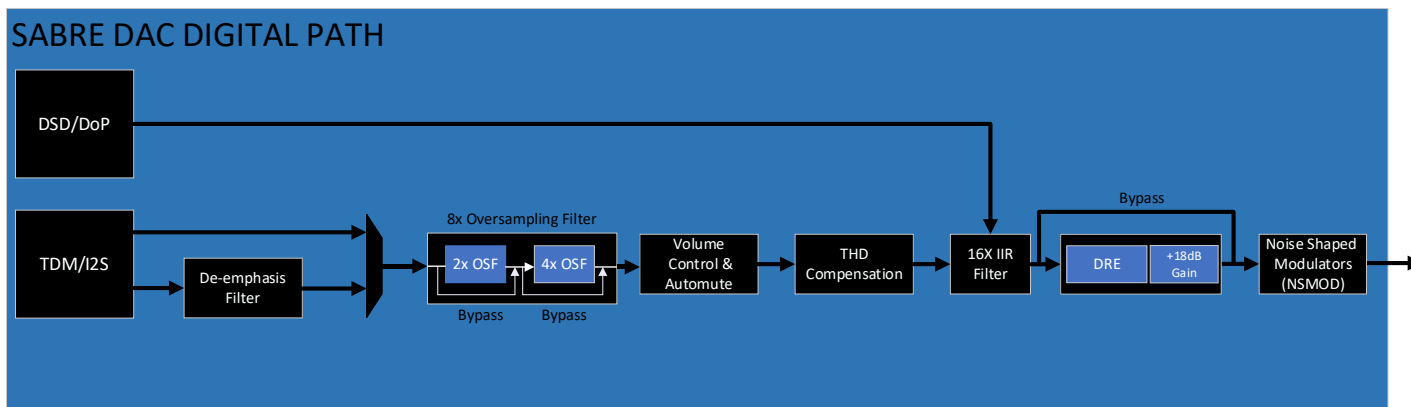 SABRE DAC DIGITAL PATH
DSD/DoP
TDM/I2S
De-emphasis
Filter
8x Oversampling Filter
2x OSF
4x OSF
Bypass
Bypass
Volume
Control &
Automute
THD
Compensation
16X IIR
Filter
Bypass
DRE
+18dB
Gain
Noise Shaped
Modulators
(NSMOD)